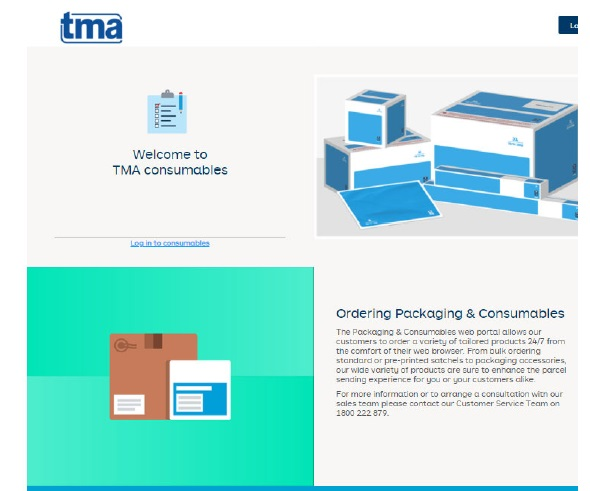 tma
Lo
Welcome to
TMA consumables
Log in to consumables
Ordering Packaging & Consumables
The Packaging & Consumables web portal allows our
customers to order a variety of tailored products 24/7 from
the comfort of their web browser. From bulk ordering
standard or pre-printed satchels to packaging accessories,
our wide variety of products are sure to enhance the parcel
sending experience for you or your customers alike.
For more information or to arrange a consultation with our
sales team please contact our Customer Service Team on
1800 222 879.